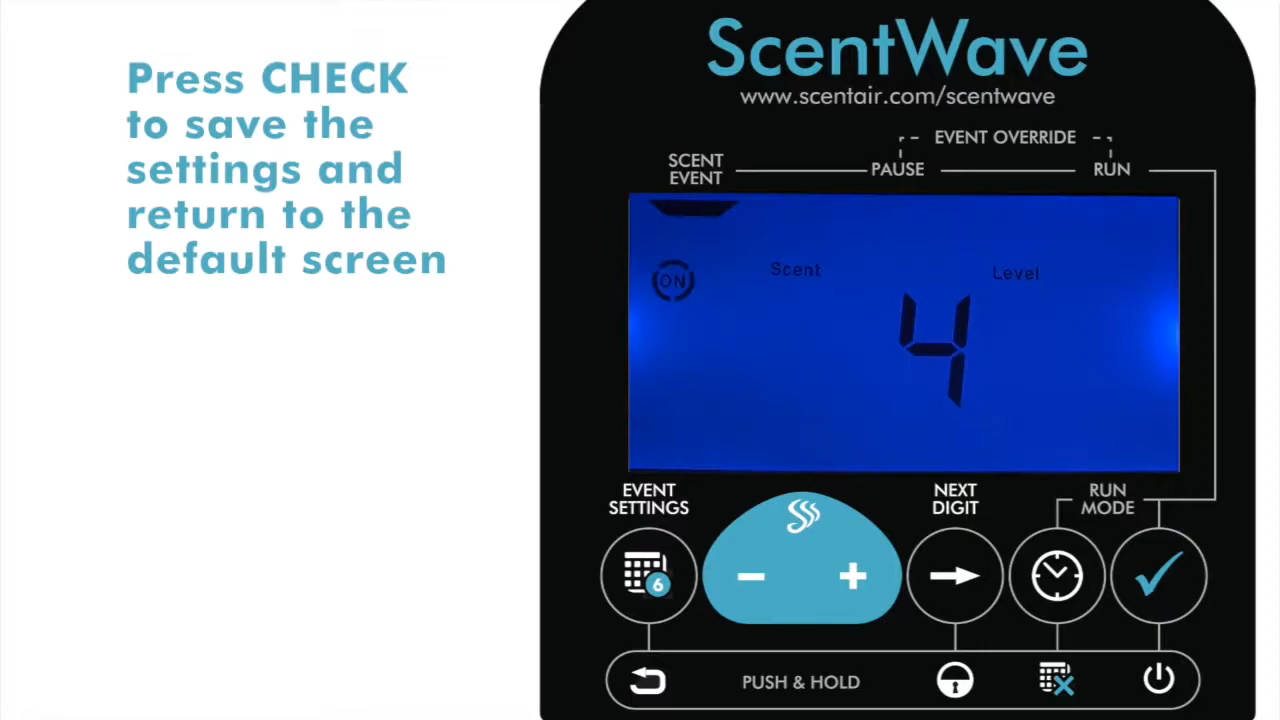 Press CHECK
to save the
settings and
return to the
default screen
ScentWave
www.scentair.com/scentwave
EVENT OVERRIDE
SCENT
EVENT
PAUSE
RUN
ON
Scent
Level
4
EVENT
SETTINGS
NEXT
DIGIT
RUN
MODE
6
PUSH & HOLD